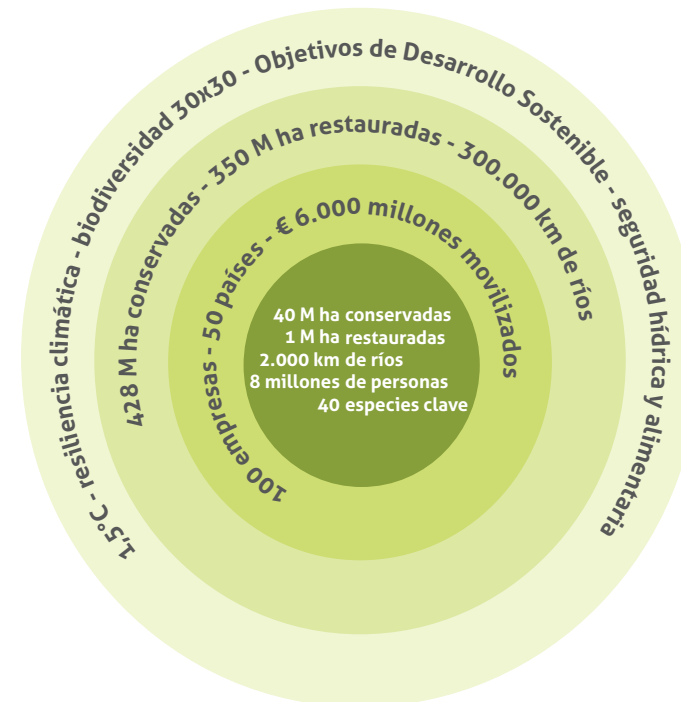 1,5°C - resiliencia climática - biodiversidad 30x30 - Objetivos de Desarrollo Sostenible - seguridad hídrica y alimentaria
428 M ha conservadas - 350 M ha restauradas - 300.000 km de ríos
100 empresas - 50 países - € 6.000 millones movilizados
40 M ha conservadas
1 M ha restauradas
2.000 km de ríos
8 millones de personas
40 especies clave